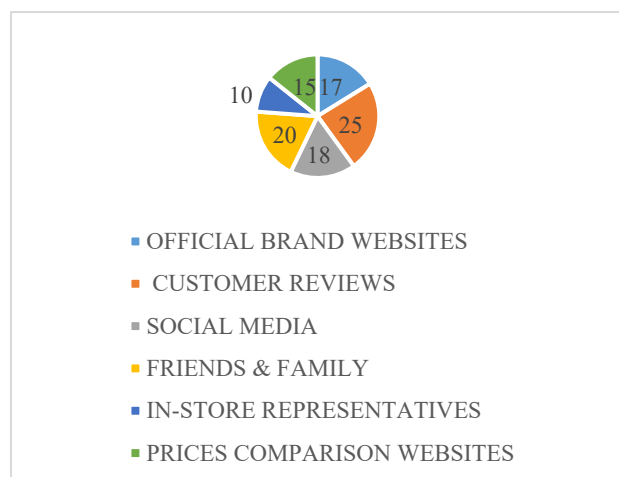 15 17
10
25
20
18
OFFICIAL BRAND WEBSITES
CUSTOMER REVIEWS
SOCIAL MEDIA
FRIENDS & FAMILY
IN-STORE REPRESENTATIVES
PRICES COMPARISON WEBSITES